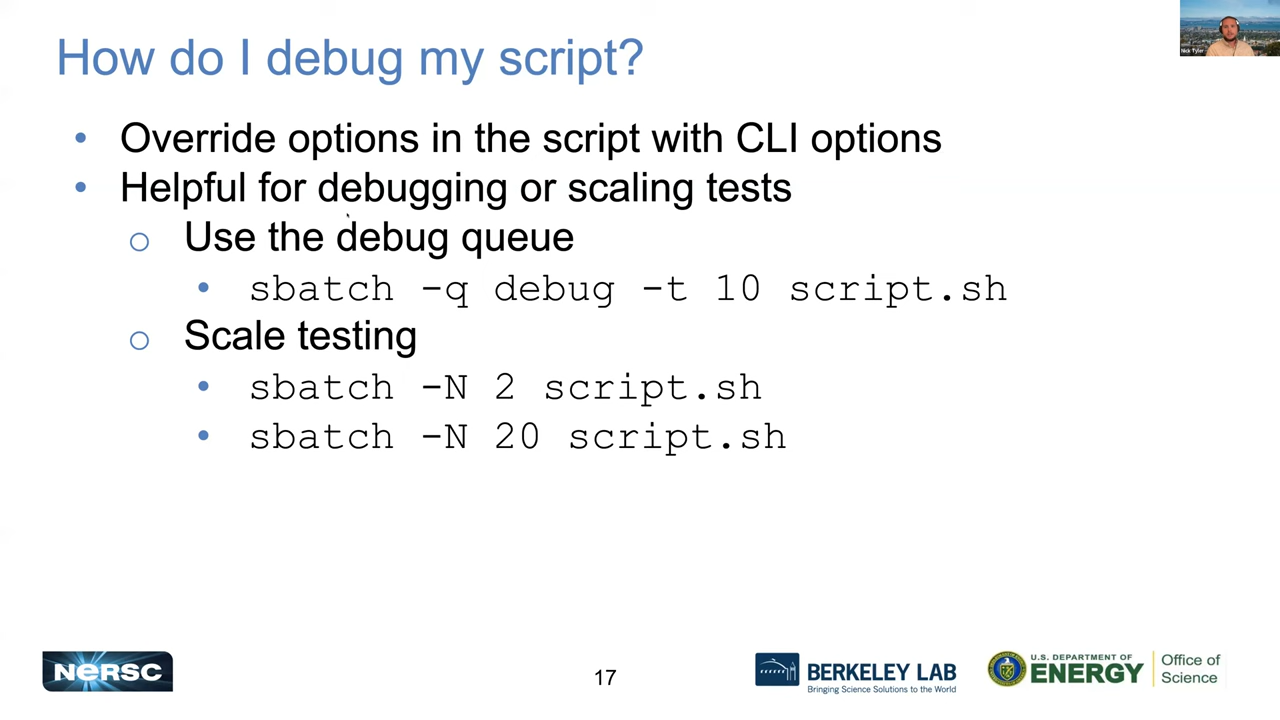 How do I debug my script?
Nick Tyler
• Override options in the script with CLI options
• Helpful for debugging or scaling tests
o Use the debug queue
• sbatch -q debug -t 10 script.sh
o Scale testing
• sbatch -N 2 script.sh
• sbatch -N 20 script.sh
NERSC
17
BERKELEY LAB
Bringing Science Solutions to the World
U.S. DEPARTMENT OF
ENERGY
Office of
Science